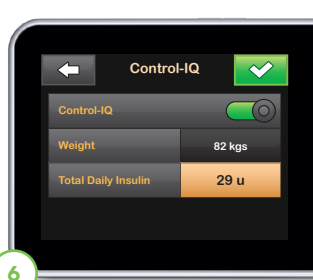 Control-IQ
Control-IQ
Weight 82 kgs
Total Daily Insulin 29 u
6